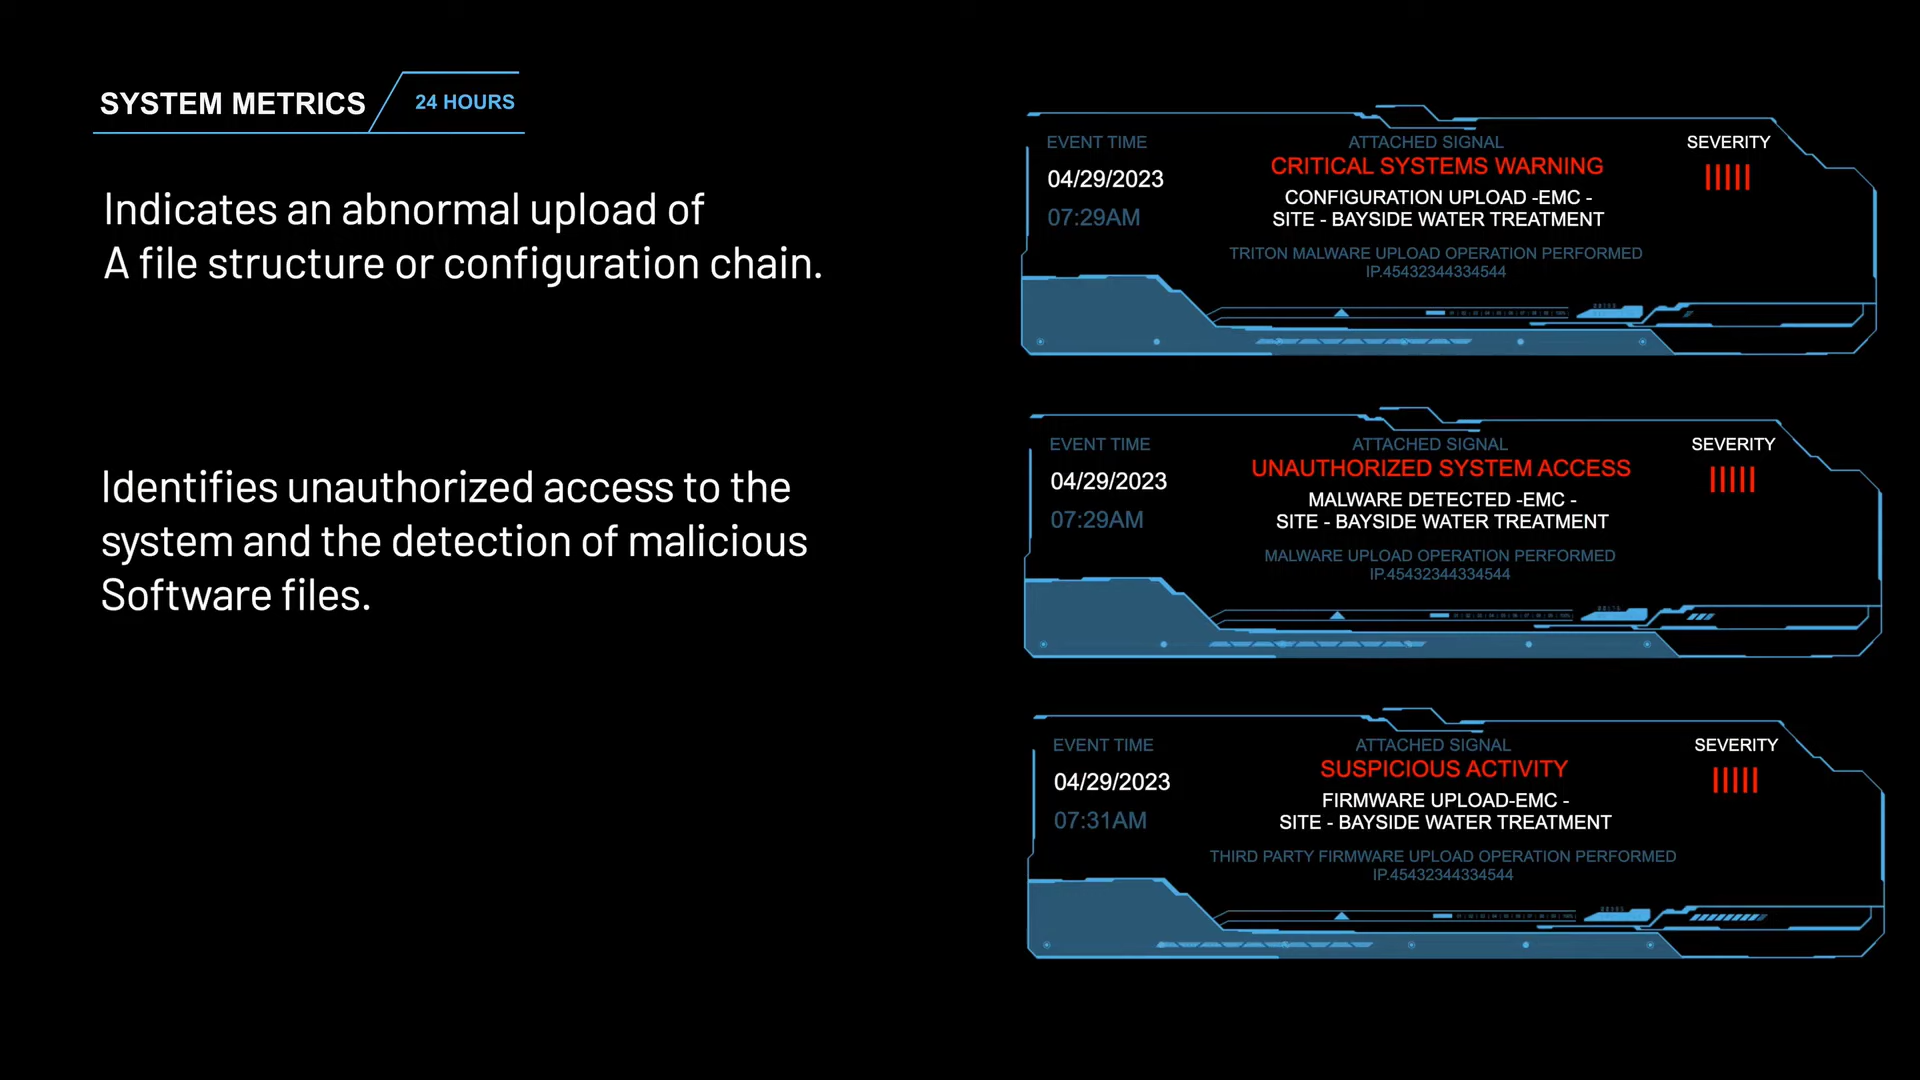 SYSTEM METRICS
24 HOURS
Indicates an abnormal upload of
A file structure or configuration chain.
Identifies unauthorized access to the
system and the detection of malicious
Software files.
EVENT TIME
04/29/2023
07:29AM
ATTACHED SIGNAL
CRITICAL SYSTEMS WARNING
CONFIGURATION UPLOAD -EMC -
SITE - BAYSIDE WATER TREATMENT
TRITON MALWARE UPLOAD OPERATION PERFORMED
IP.45432344334544
SEVERITY
EVENT TIME
04/29/2023
07:29AM
ATTACHED SIGNAL
UNAUTHORIZED SYSTEM ACCESS
MALWARE DETECTED -EMC -
SITE - BAYSIDE WATER TREATMENT
MALWARE UPLOAD OPERATION PERFORMED
IP.45432344334544
SEVERITY
EVENT TIME
04/29/2023
07:31AM
ATTACHED SIGNAL
SUSPICIOUS ACTIVITY
FIRMWARE UPLOAD-EMC -
SITE - BAYSIDE WATER TREATMENT
THIRD PARTY FIRMWARE UPLOAD OPERATION PERFORMED
IP.45432344334544
SEVERITY